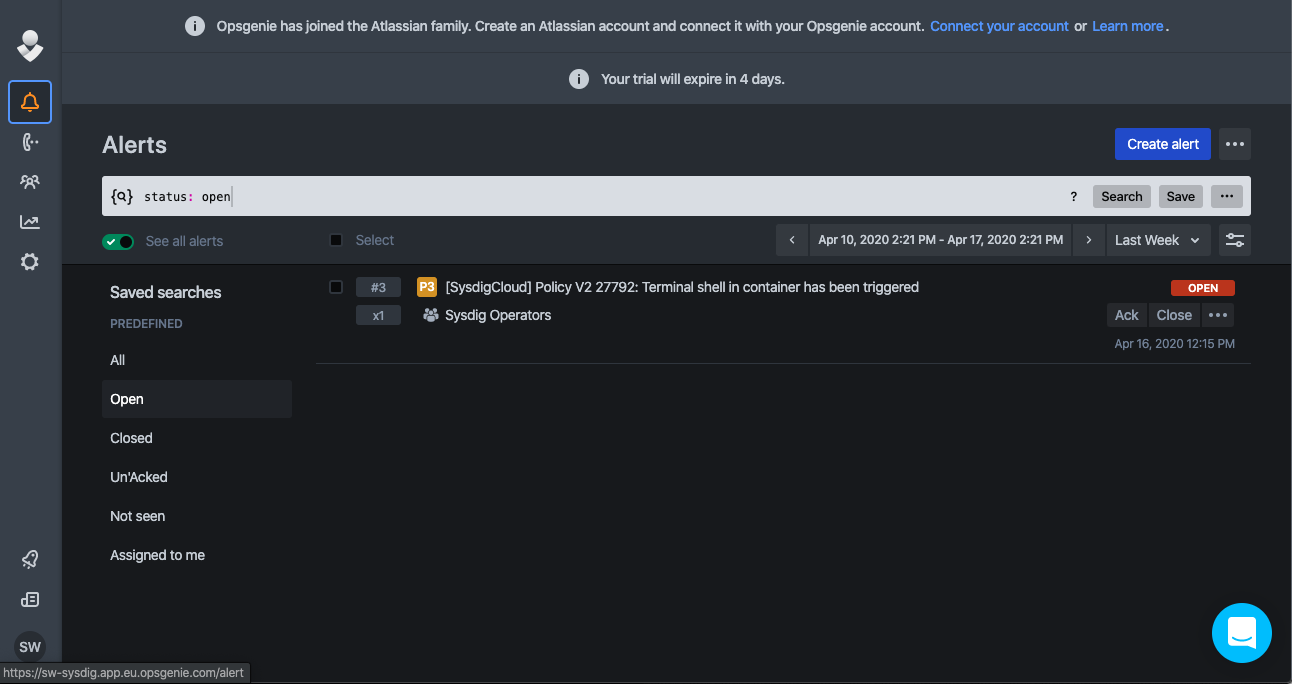 Opsgenie has joined the Atlassian family. Create an Atlassian account and connect it with your Opsgenie account. Connect your account or Learn more.
Your trial will expire in 4 days.
Alerts
Create alert
status: open
? Search Save
See all alerts
Select
Apr 10, 2020 2:21 PM - Apr 17, 2020 2:21 PM
Last Week
Saved searches
PREDEFINED
All
Open
Closed
Un'Acked
Not seen
Assigned to me
#3
P3
[SysdigCloud] Policy V2 27792: Terminal shell in container has been triggered
OPEN
x1
Sysdig Operators
Ack Close
Apr 16, 2020 12:15 PM
SW
https://sw-sysdig.app.eu.opsgenie.com/alert